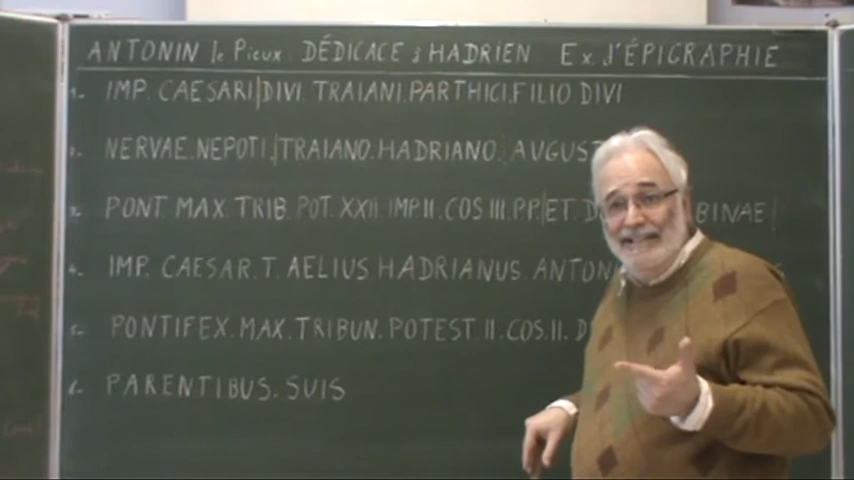 ANTONIN le Pieux. DÉDICACE à HADRIEN Ex. d'ÉPIGRAPHIE
1. IMP. CAESARI|DIVI. TRAIANI.PARTHICI.FILIO DIVI
2. NERVAE.NEPOTI.|TRAIANO.HADRIANO. AUGUST
3. PONT. MAX. TRIB. POT. XXII. IMP II. COS III. P.P.|ET. D BINAE|
4. IMP. CAESAR. T. AELIUS. HADRIANUS. ANTON
5. PONTIFEX. MAX. TRIBUN. POTEST II. COS. II. D
6. PARENTIBUS. SUIS